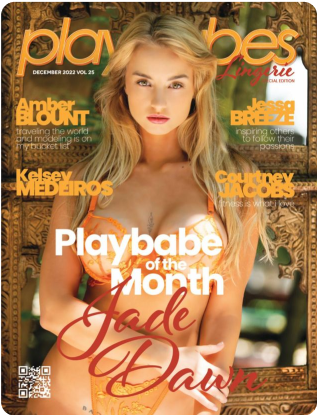 playbabes
Lingerie
DECEMBER 2022 VOL 25
SPECIAL EDITION
Amber
BLOUNT
traveling the world
and modeling is on
my bucket list
Jessa
BREEZE
inspiring others
to follow their
passions
Kelsey
MEDEIROS
Courtney
JACOBS
fitness is what i love
Playbabe
of the
Month
Jade
Dawn